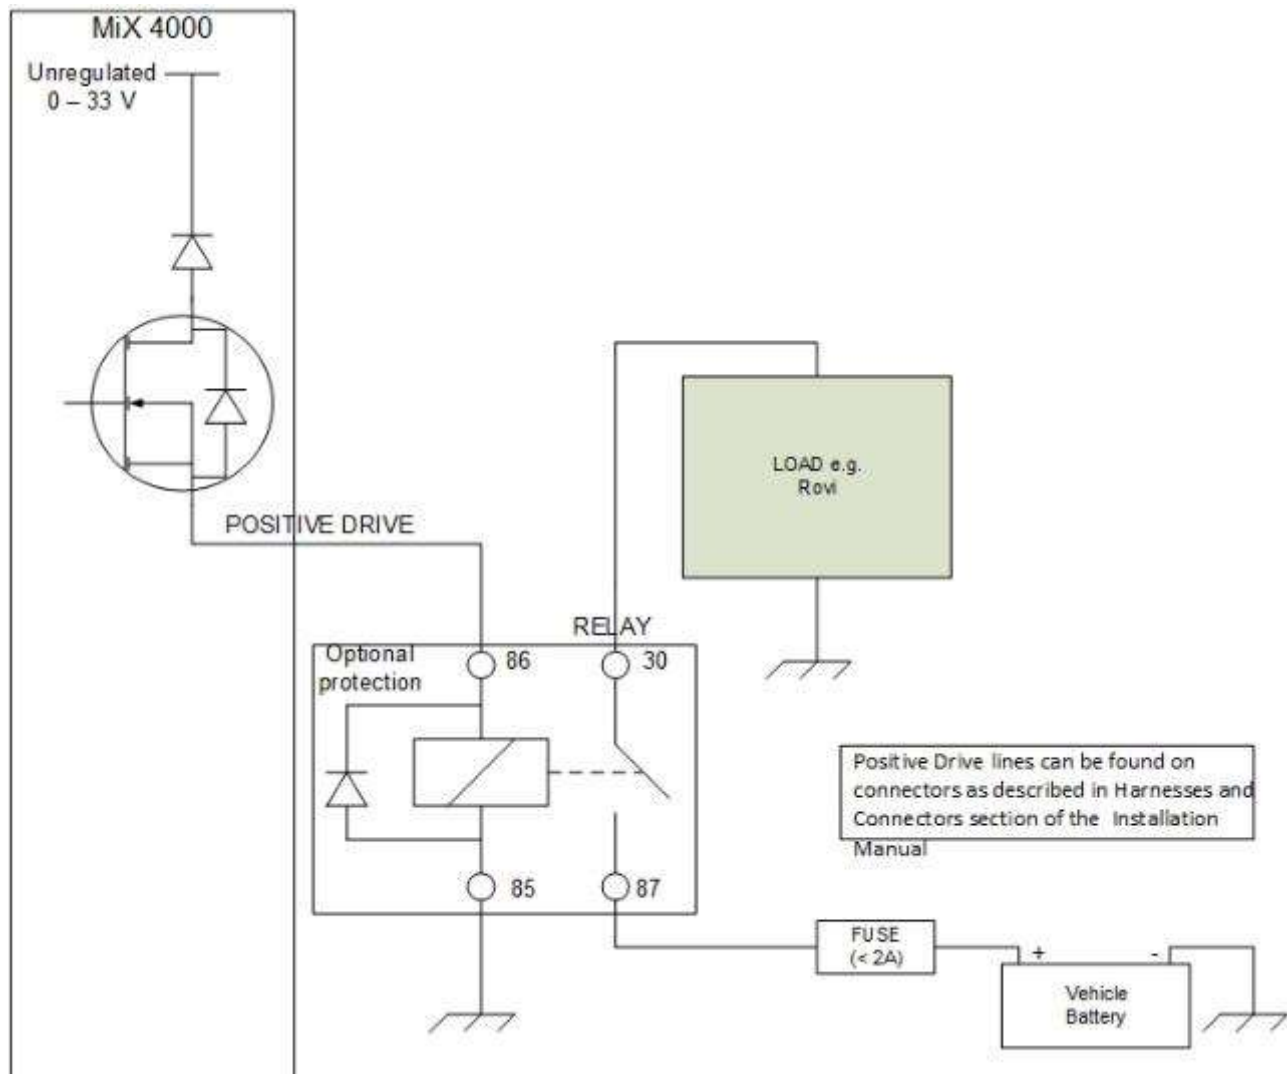 MiX 4000
Unregulated
0 – 33 V
POSITIVE DRIVE
LOAD e.g.
Rovi
RELAY
Optional
protection
86
30
85
87
Positive Drive lines can be found on
connectors as described in Harnesses and
Connectors section of the Installation
Manual
FUSE
(< 2A)
+
-
Vehicle
Battery